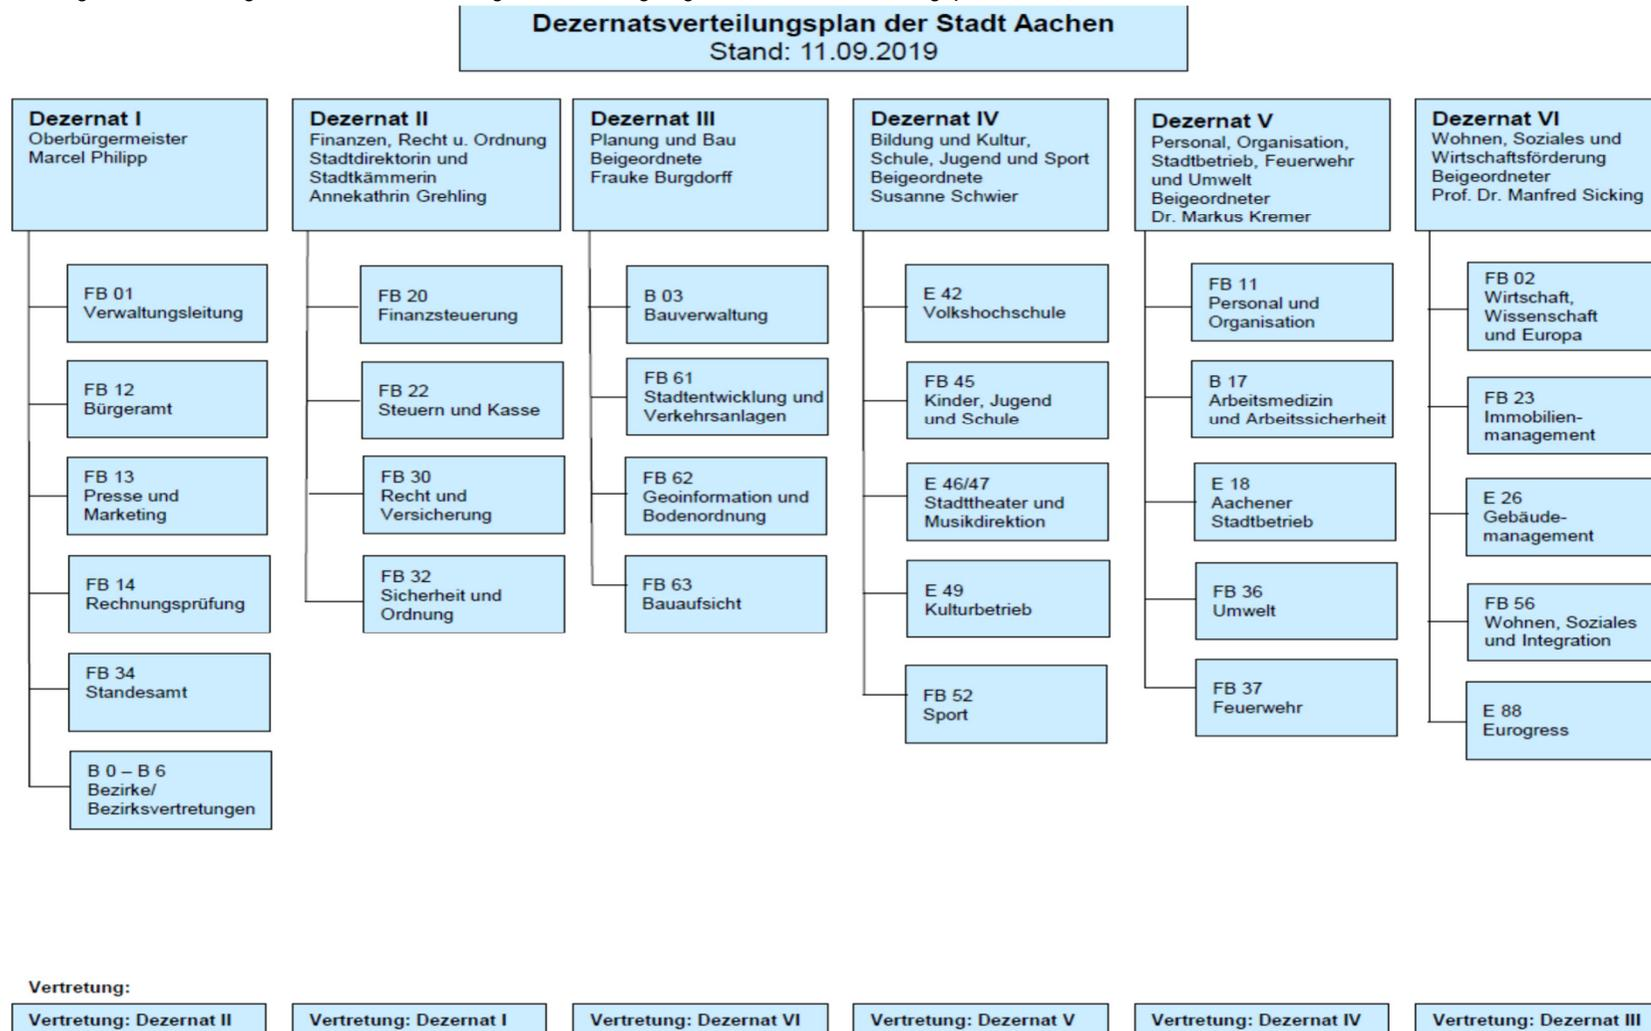 Dezernatsverteilungsplan der Stadt Aachen
Stand: 11.09.2019
Dezernat I
Oberbürgermeister
Marcel Philipp
FB 01
Verwaltungsleitung
FB 12
Bürgeramt
FB 13
Presse und
Marketing
FB 14
Rechnungsprüfung
FB 34
Standesamt
B 0 – B 6
Bezirke/
Bezirksvertretungen
Dezernat II
Finanzen, Recht u. Ordnung
Stadtdirektorin und
Stadtkämmerin
Annekathrin Grehling
FB 20
Finanzsteuerung
FB 22
Steuern und Kasse
FB 30
Recht und
Versicherung
FB 32
Sicherheit und
Ordnung
Dezernat III
Planung und Bau
Beigeordnete
Frauke Burgdorff
B 03
Bauverwaltung
FB 61
Stadtentwicklung und
Verkehrsanlagen
FB 62
Geoinformation und
Bodenordnung
FB 63
Bauaufsicht
Dezernat IV
Bildung und Kultur,
Schule, Jugend und Sport
Beigeordnete
Susanne Schwier
E 42
Volkshochschule
FB 45
Kinder, Jugend
und Schule
E 46/47
Stadttheater und
Musikdirektion
E 49
Kulturbetrieb
FB 52
Sport
Dezernat V
Personal, Organisation,
Stadtbetrieb, Feuerwehr
und Umwelt
Beigeordneter
Dr. Markus Kremer
FB 11
Personal und
Organisation
B 17
Arbeitsmedizin
und Arbeitssicherheit
E 18
Aachener
Stadtbetrieb
FB 36
Umwelt
FB 37
Feuerwehr
Dezernat VI
Wohnen, Soziales und
Wirtschaftsförderung
Beigeordneter
Prof. Dr. Manfred Sicking
FB 02
Wirtschaft,
Wissenschaft
und Europa
FB 23
Immobilien-
management
E 26
Gebäude-
management
FB 56
Wohnen, Soziales
und Integration
E 88
Eurogress
Vertretung:
Vertretung: Dezernat II
Vertretung: Dezernat I
Vertretung: Dezernat VI
Vertretung: Dezernat V
Vertretung: Dezernat IV
Vertretung: Dezernat III